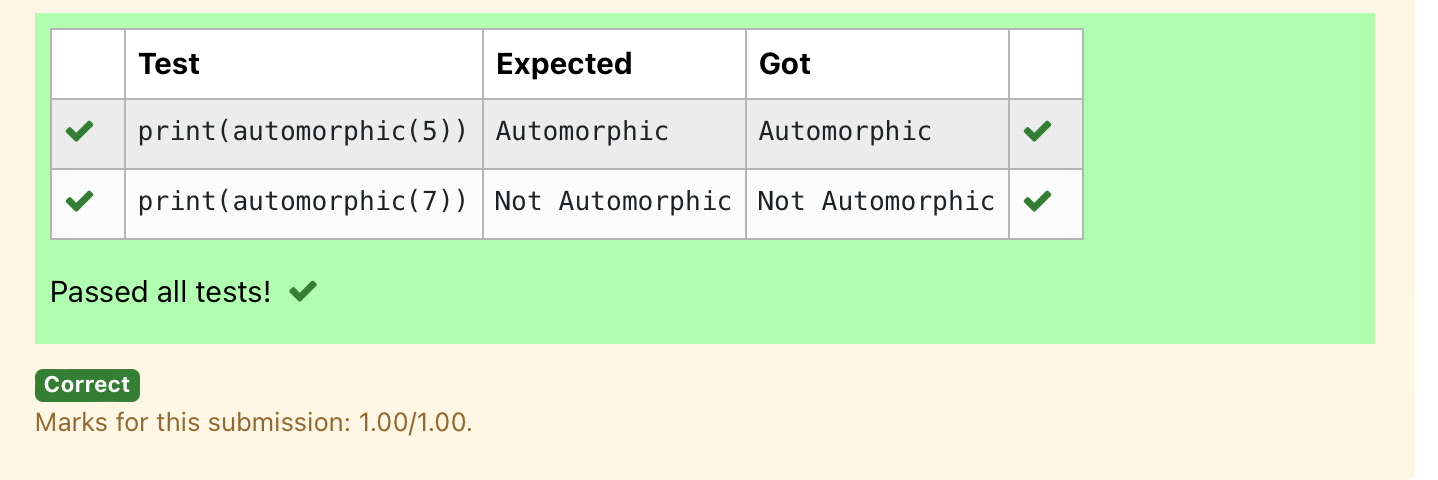 Test Expected Got
print(automorphic(5)) Automorphic Automorphic
print(automorphic(7)) Not Automorphic Not Automorphic
Passed all tests!
Correct
Marks for this submission: 1.00/1.00.